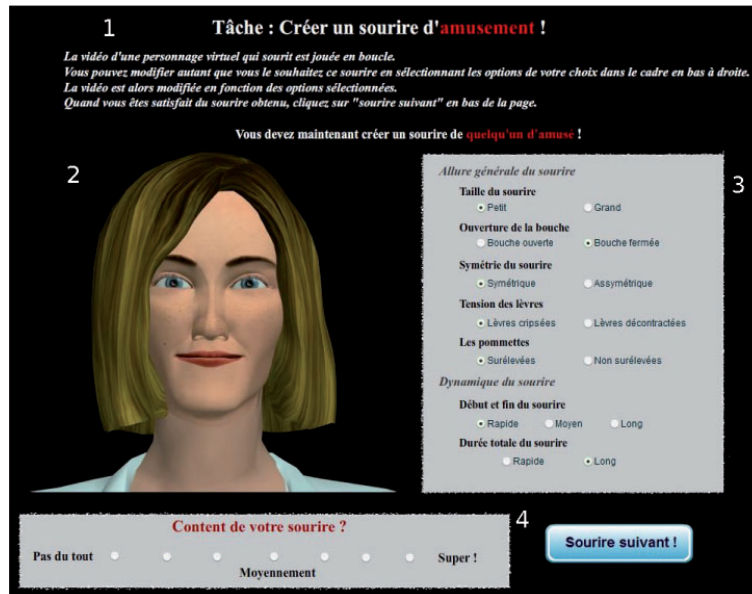 1
Tâche : Créer un sourire d'amusement !
La vidéo d'une personnage virtuel qui sourit est jouée en boucle.
Vous pouvez modifier autant que vous le souhaitez ce sourire en sélectionnant les options de votre choix dans le cadre en bas à droite.
La vidéo est alors modifiée en fonction des options sélectionnées.
Quand vous êtes satisfait du sourire obtenu, cliquez sur "sourire suivant" en bas de la page.
Vous devez maintenant créer un sourire de quelqu'un d'amusé !
2
3
Allure générale du sourire
Taille du sourire
Petit Grand
Ouverture de la bouche
Bouche ouverte Bouche fermée
Symétrie du sourire
Symétrique Assymétrique
Tension des lèvres
Lèvres cripsées Lèvres décontractées
Les pommettes
Surélevées Non surélevées
Dynamique du sourire
Début et fin du sourire
Rapide Moyen Long
Durée totale du sourire
Rapide Long
4
Content de votre sourire ?
Pas du tout Super !
Moyennement
Sourire suivant !